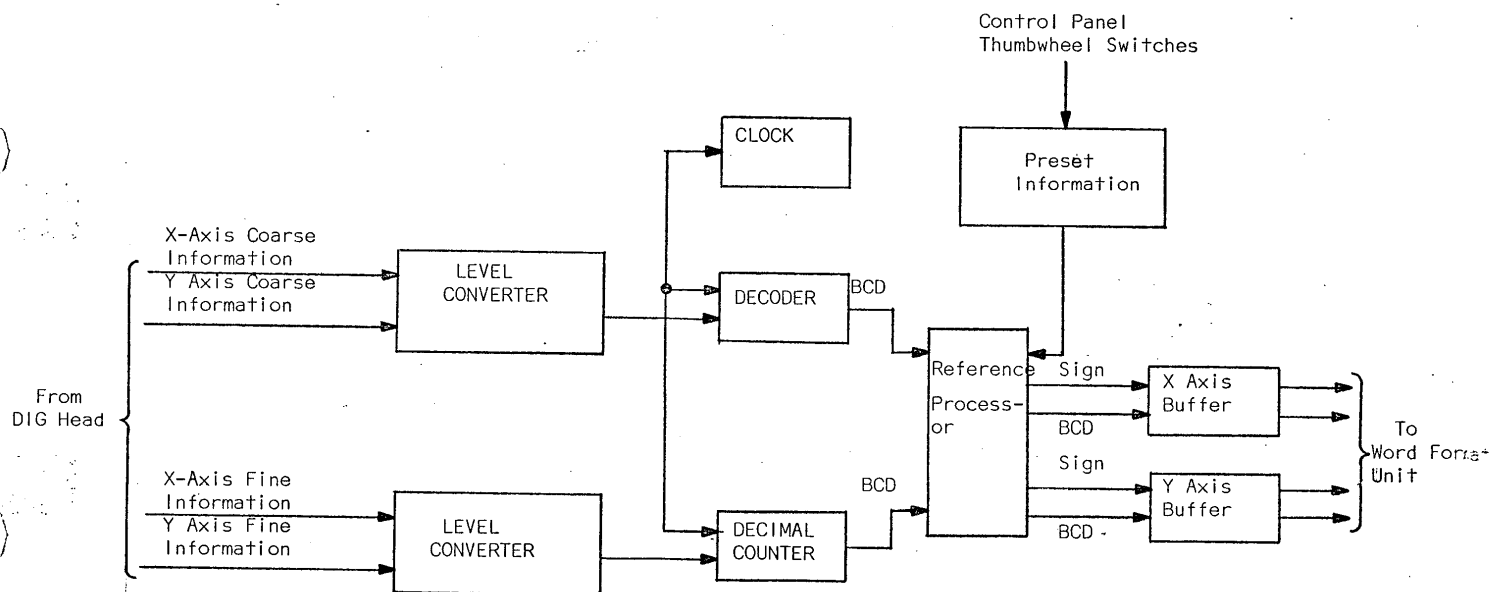 Control Panel
Thumbwheel Switches
CLOCK
Preset
Information
X-Axis Coarse
Information
Y Axis Coarse
Information
LEVEL
CONVERTER
DECODER
BCD
From
DIG Head
Reference
Process-
or
Sign
BCD
X Axis
Buffer
Sign
BCD
Y Axis
Buffer
To
Word
Unit
X-Axis Fine
Information
Y Axis Fine
Information
LEVEL
CONVERTER
DECIMAL
COUNTER
BCD